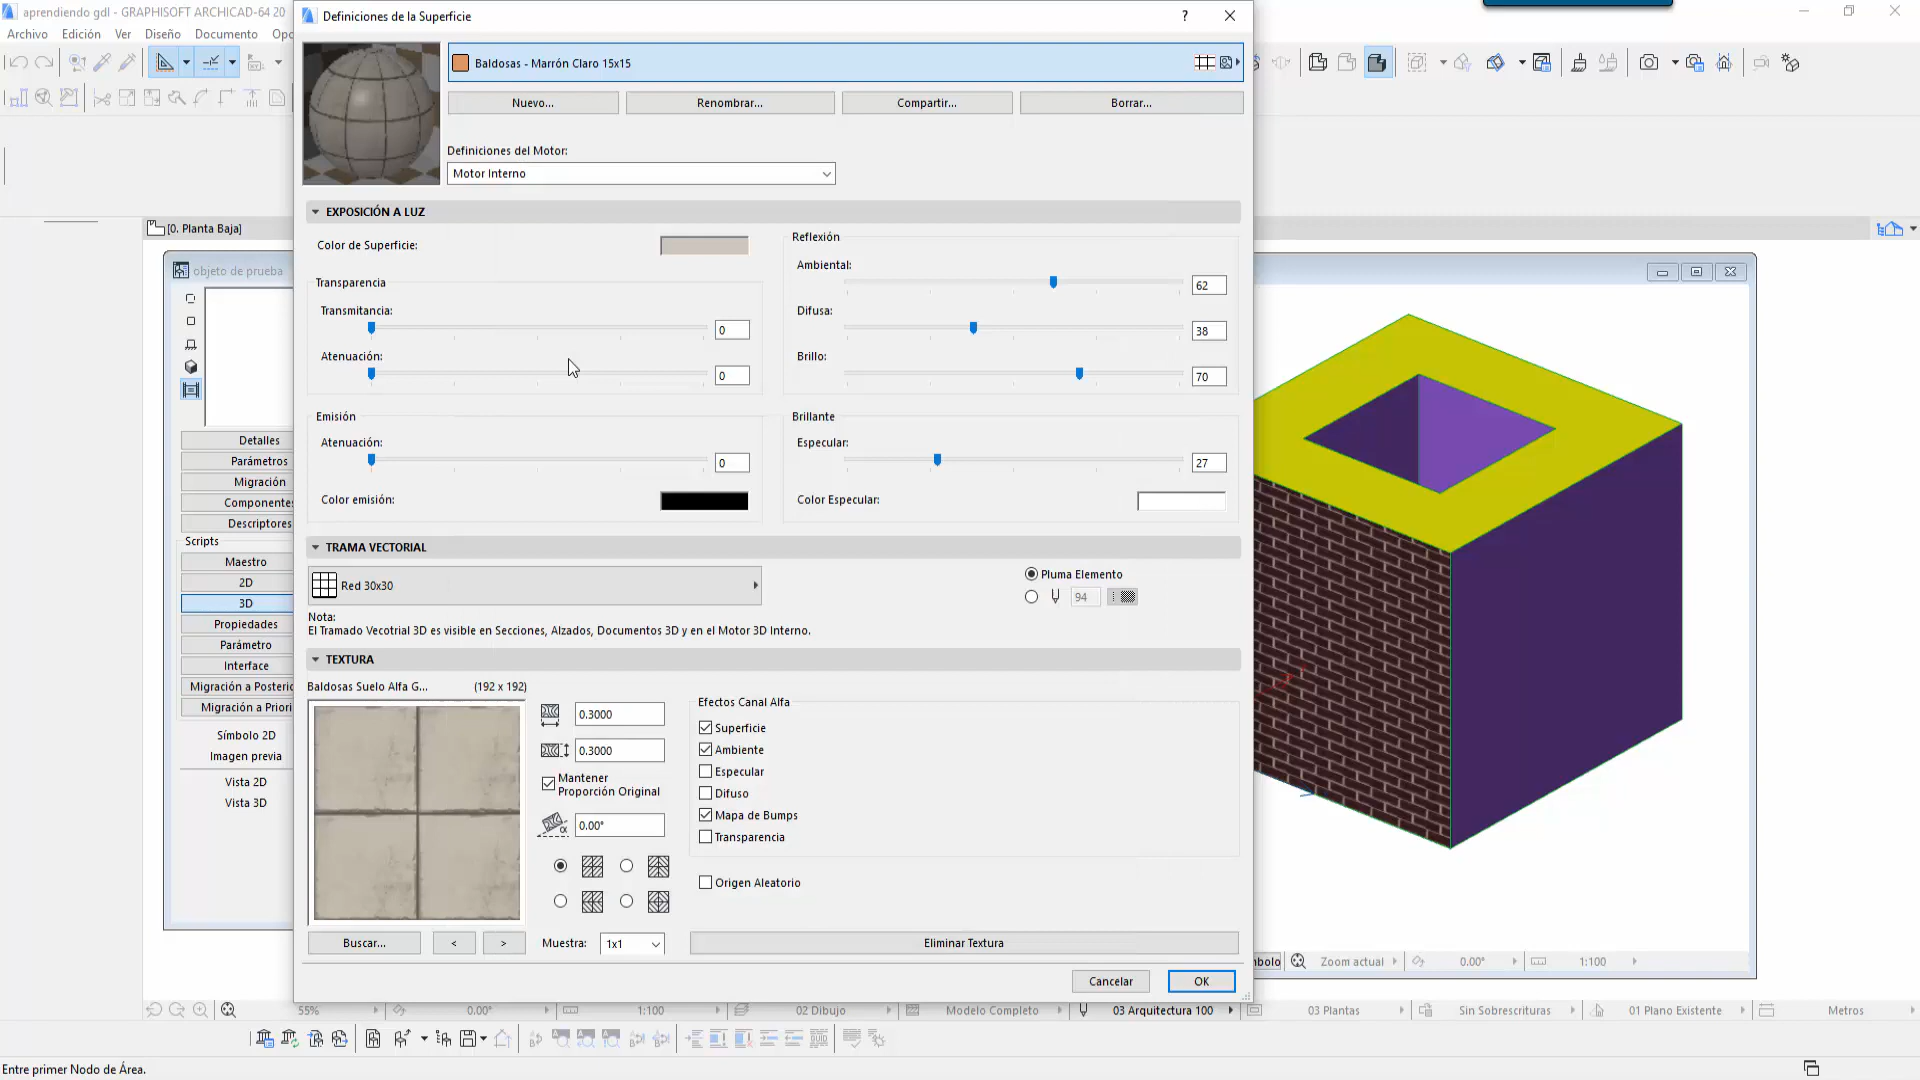 aprendiendo gdl - GRAPHISOFT ARCHICAD-64 20
Archivo Edición Ver Diseño Documento
Definiciones de la Superficie
?
Baldosas - Marrón Claro 15x15
Nuevo... Renombrar... Compartir... Borrar...
Definiciones del Motor:
Motor Interno
EXPOSICIÓN A LUZ
Color de Superficie:
Transparencia
Transmitancia:
0
Atenuación:
0
Emisión
Atenuación:
0
Color emisión:
Reflexión
Ambiental:
62
Difusa:
38
Brillo:
70
Brillante
Especular:
27
Color Especular:
TRAMA VECTORIAL
Red 30x30
Pluma Elemento
94
Nota:
El Tramado Vecotrial 3D es visible en Secciones, Alzados, Documentos 3D y en el Motor 3D Interno.
TEXTURA
Baldosas Suelo Alfa G... (192 x 192)
0.3000
0.3000
Mantener
Proporción Original
0.00°
Efectos Canal Alfa
Superficie
Ambiente
Especular
Difuso
Mapa de Bumps
Transparencia
Origen Aleatorio
Buscar... < > Muestra: 1x1 Eliminar Textura
Cancelar OK
[0. Planta Baja]
objeto de prueba
Detalles
Parámetros
Migración
Componentes
Descriptores
Scripts
Maestro
2D
3D
Propiedades
Parámetro
Interface
Migración a Posterio
Migración a Priori
Símbolo 2D
Imagen previa
Vista 2D
Vista 3D
Zoom actual 0.00° 1:100
55% 0.00° 1:100 02 Dibujo Modelo Completo 03 Arquitectura 100 03 Plantas Sin Sobrescrituras 01 Plano Existente Metros
Entre primer Nodo de Área.